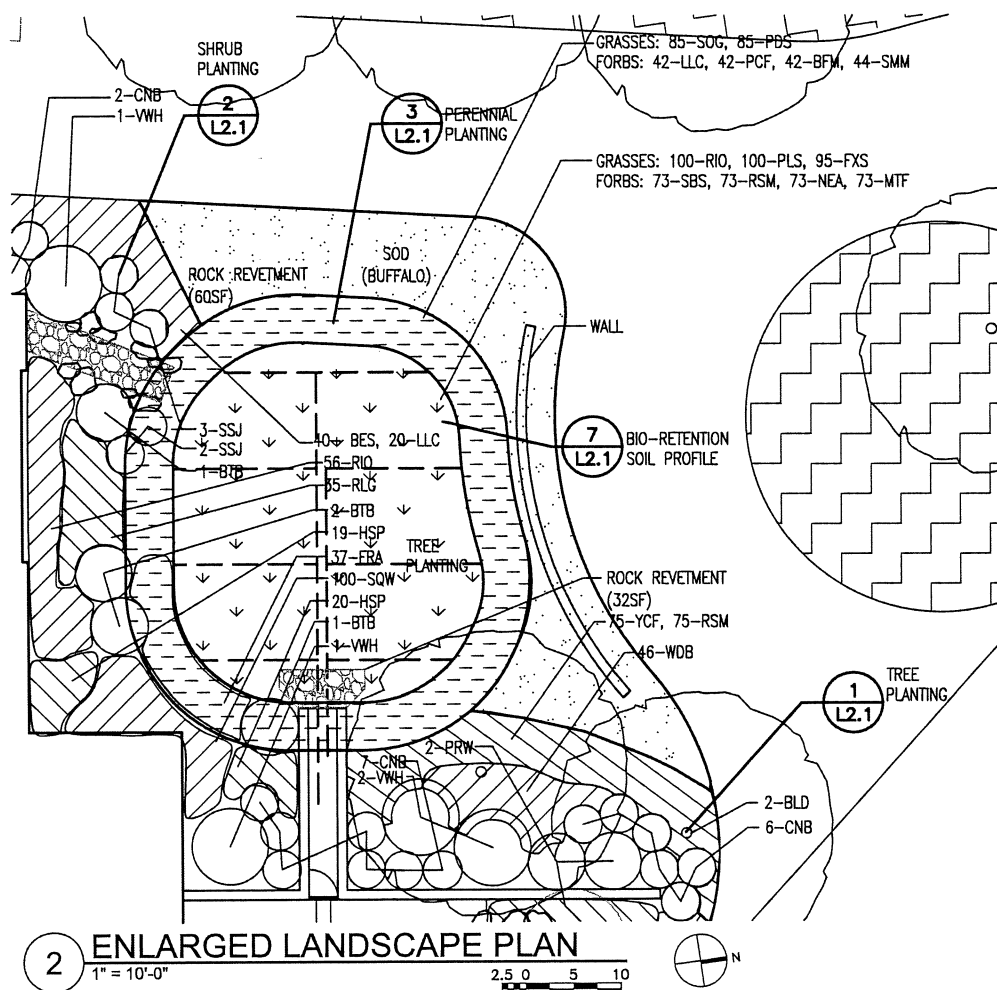 GRASSES: 85-SOG, 85-PDS
FORBS: 42-LLC, 42-PCF, 42-BFM, 44-SMM
SHRUB
PLANTING
2-CNB
1-VWH
2
L2.1
3
L2.1
PERENNIAL
PLANTING
GRASSES: 100-RIO, 100-PLS, 95-FXS
FORBS: 73-SBS, 73-RSM, 73-NEA, 73-MTF
SOD
(BUFFALO)
ROCK REVETMENT
(60SF)
WALL
7
L2.1
BIO-RETENTION
SOIL PROFILE
3-SSJ
2-SSJ
1-BTB
40- BES, 20-LLC
56-RIO
35-RLG
2-BTB
19-HSP
37-FRA
100-SQW
20-HSP
1-BTB
1-VWH
TREE
PLANTING
ROCK REVETMENT
(32SF)
75-YCF, 75-RSM
46-WDB
1
L2.1
TREE
PLANTING
2-PRW
7-CNB
2-VWH
2-BLD
6-CNB
2
ENLARGED LANDSCAPE PLAN
1" = 10'-0"
2.5 0 5 10
N